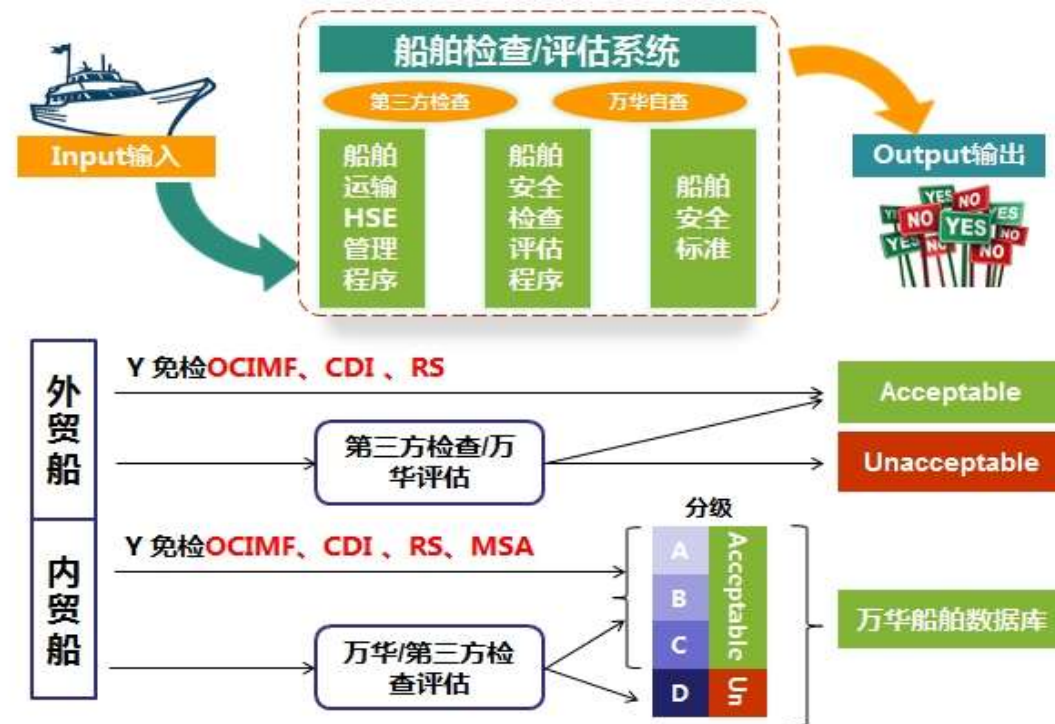 船舶检查/评估系统
第三方检查
万华自查
Input输入
船舶
运输
HSE
管理
程序
船舶
安全
检查
评估
程序
船舶
安全
标准
Output输出
YES
NO
YES
NO
YES
YES
NO
NO
NO
外贸船
Y 免检OCIMF、CDI 、RS
第三方检查/万
华评估
Acceptable
Unacceptable
内贸船
Y 免检OCIMF、CDI 、RS、MSA
万华/第三方检
查评估
分级
A
B
C
D
Acceptable
Un
万华船舶数据库